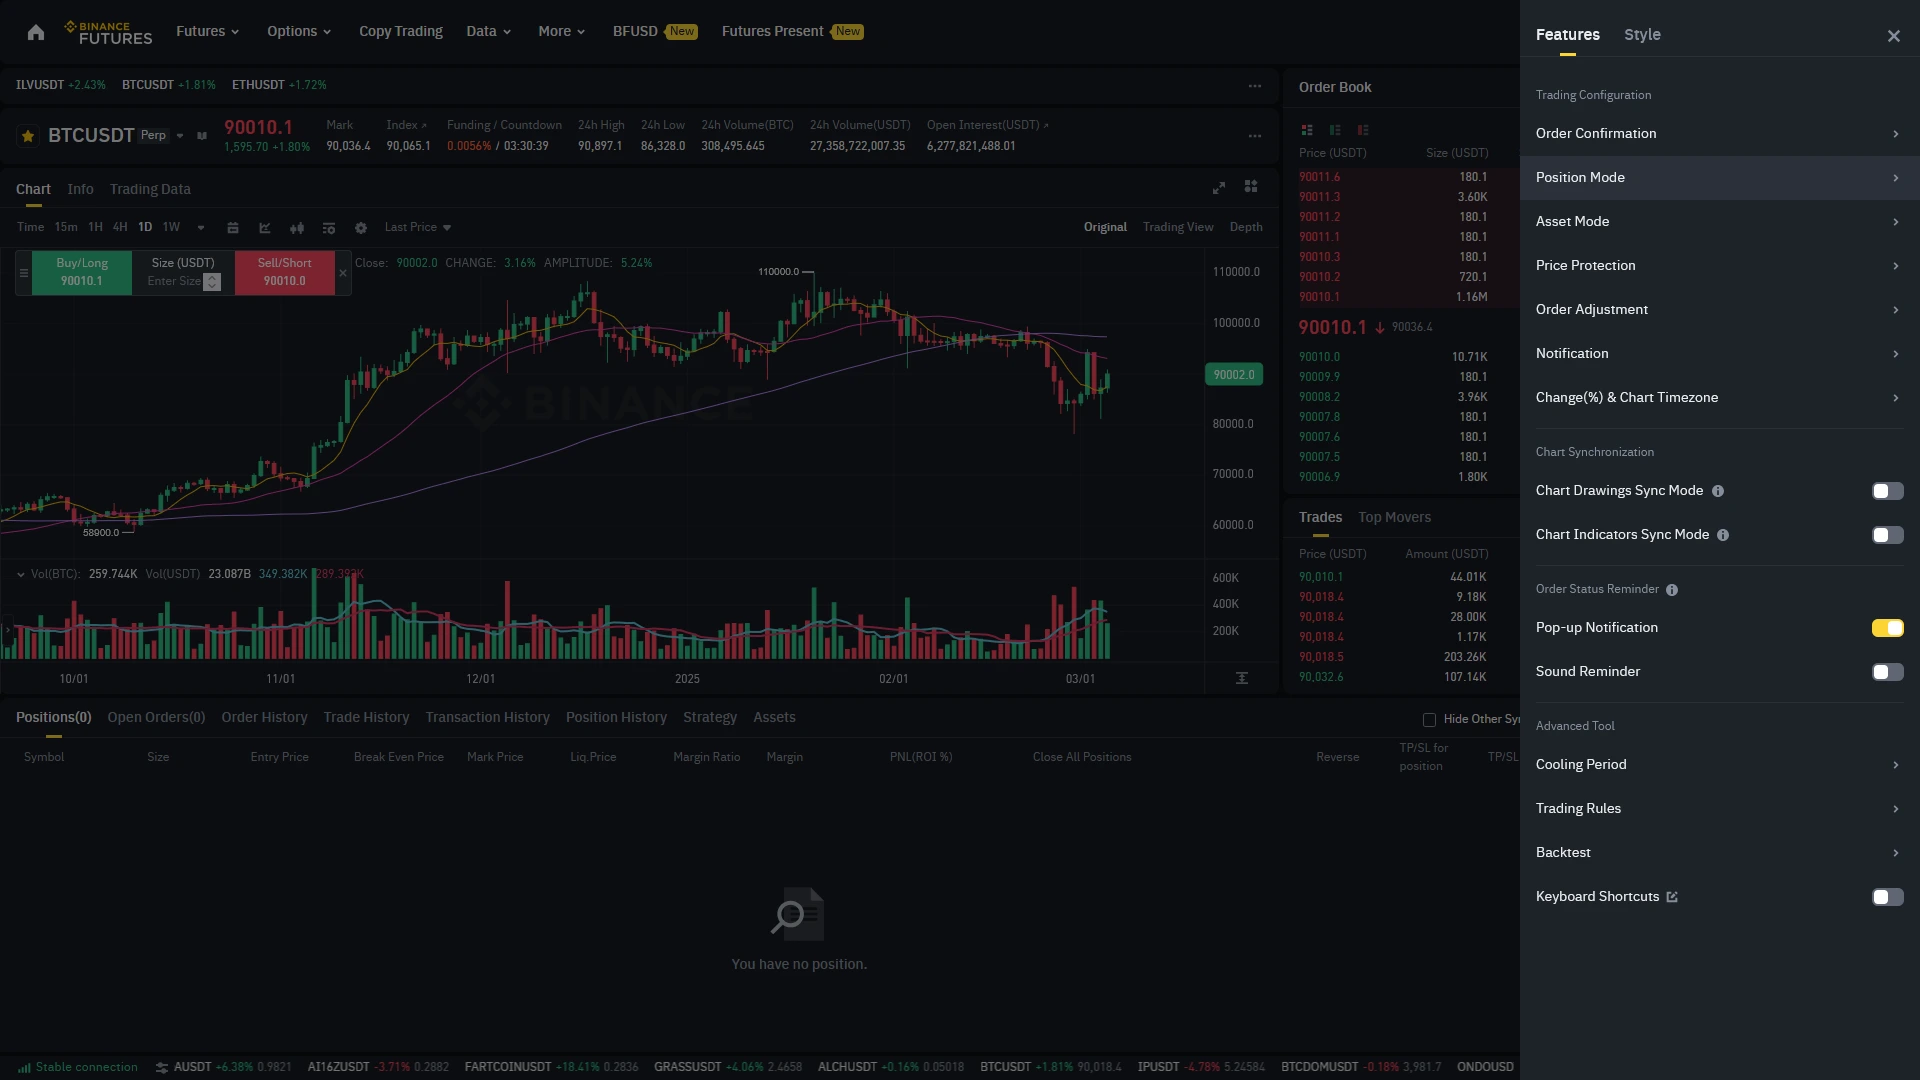 BINANCE FUTURES Futures Options Copy Trading Data More BFUSD New Futures Present New
ILVUSDT +2.43% BTCUSDT +1.81% ETHUSDT +1.72%
BTCUSDT Perp
90010.1
1,595.70 +1.80%
Mark
90,036.4
Index
90,065.1
Funding / Countdown
0.0056% / 03:30:39
24h High
90,897.1
24h Low
86,328.0
24h Volume(BTC)
308,495.645
24h Volume(USDT)
27,358,722,007.35
Open Interest(USDT)
6,277,821,488.01
Chart Info Trading Data
Time 15m 1H 4H 1D 1W Last Price Original Trading View Depth
Buy/Long
90010.1
Size (USDT)
Enter Size
Sell/Short
90010.0
Close: 90002.0 CHANGE: 3.16% AMPLITUDE: 5.24%
110000.0
58900.0
BINANCE
110000.0
100000.0
90002.0
80000.0
70000.0
60000.0
Vol(BTC): 259.744K Vol(USDT) 23.087B 349.382K 289.393K
600K
400K
200K
10/01 11/01 12/01 2025 02/01 03/01
Order Book
Price (USDT) Size (USDT)
90011.6 180.1
90011.3 3.60K
90011.2 180.1
90011.1 180.1
90010.3 180.1
90010.2 720.1
90010.1 1.16M
90010.1 90036.4
90010.0 10.71K
90009.9 180.1
90008.2 3.96K
90007.8 180.1
90007.6 180.1
90007.5 180.1
90006.9 1.80K
Trades Top Movers
Price (USDT) Amount (USDT)
90,010.1 44.01K
90,018.4 9.18K
90,018.4 28.00K
90,018.4 1.17K
90,018.5 203.26K
90,032.6 107.14K
Positions(0) Open Orders(0) Order History Trade History Transaction History Position History Strategy Assets Hide Other Syr
Symbol Size Entry Price Break Even Price Mark Price Liq.Price Margin Ratio Margin PNL(ROI %) Close All Positions Reverse TP/SL for position TP/SL
You have no position.
Stable connection AUSDT +6.38% 0.9821 AI16ZUSDT -3.71% 0.2882 FARTCOINUSDT +18.41% 0.2836 GRASSUSDT +4.06% 2.4658 ALCHUSDT +0.16% 0.05018 BTCUSDT +1.81% 90,018.4 IPUSDT -4.78% 5.24584 BTCDOMUSDT -0.18% 3,981.7 ONDOUSD
Features Style
Trading Configuration
Order Confirmation
Position Mode
Asset Mode
Price Protection
Order Adjustment
Notification
Change(%) & Chart Timezone
Chart Synchronization
Chart Drawings Sync Mode
Chart Indicators Sync Mode
Order Status Reminder
Pop-up Notification
Sound Reminder
Advanced Tool
Cooling Period
Trading Rules
Backtest
Keyboard Shortcuts